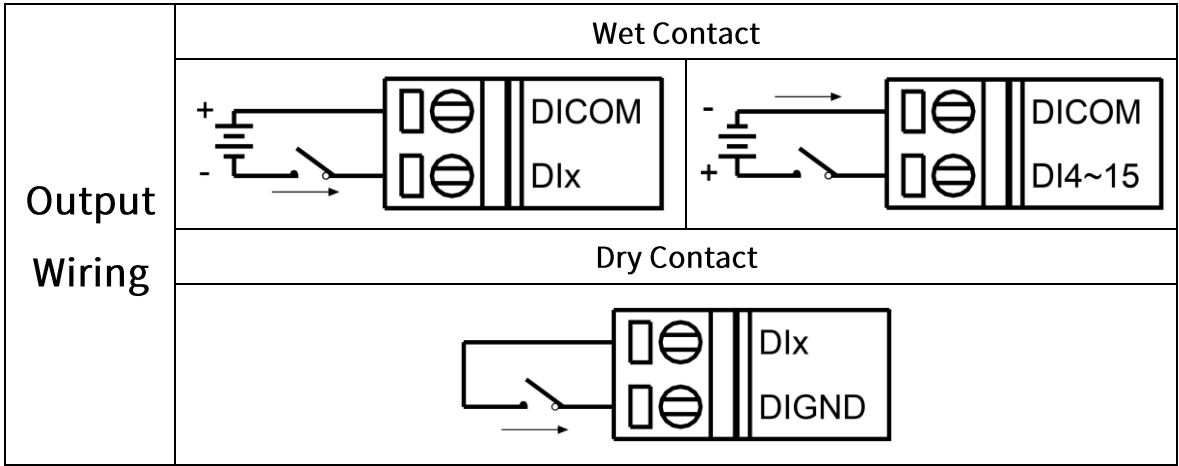 Output
Wiring
Wet Contact
+
-
DICOM
DIx
-
+
DICOM
DI4~15
Dry Contact
DIx
DIGND